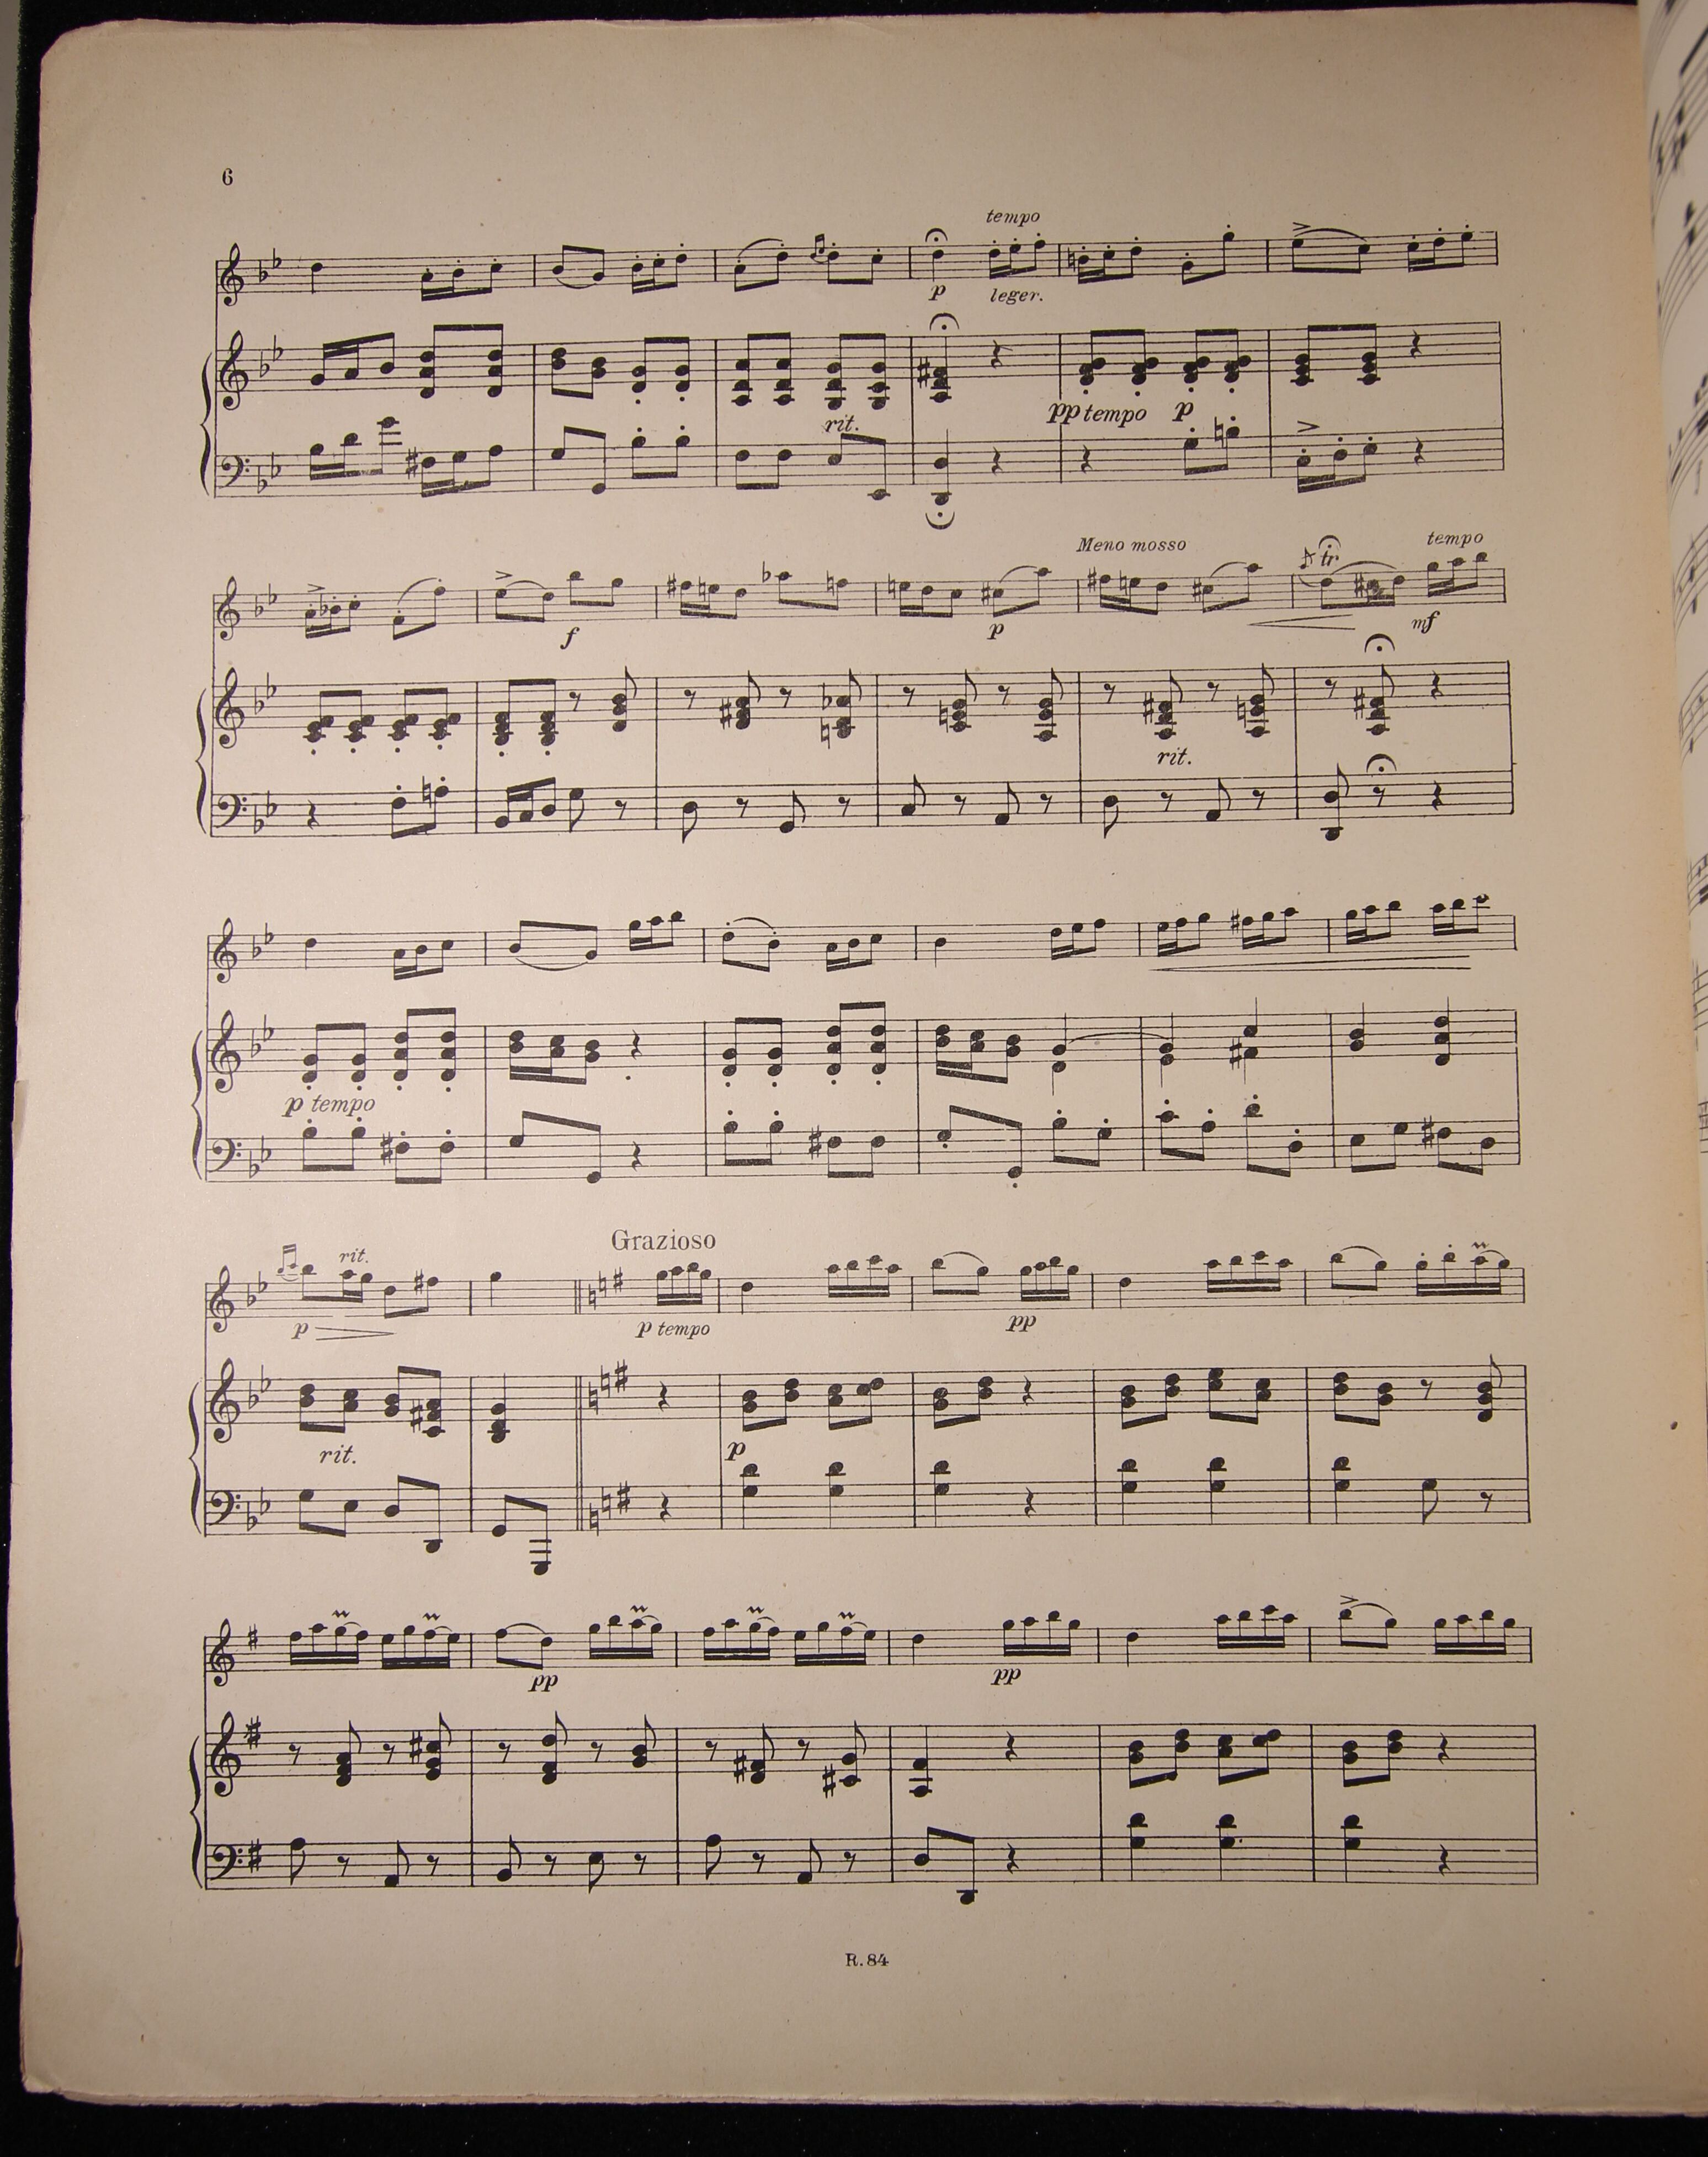 6
tempo
p leger.
rit.
pp tempo p
Meno mosso
tr tempo
f p mf
rit.
p tempo
Grazioso
rit.
p p tempo pp
rit.
p
pp pp
R. 84